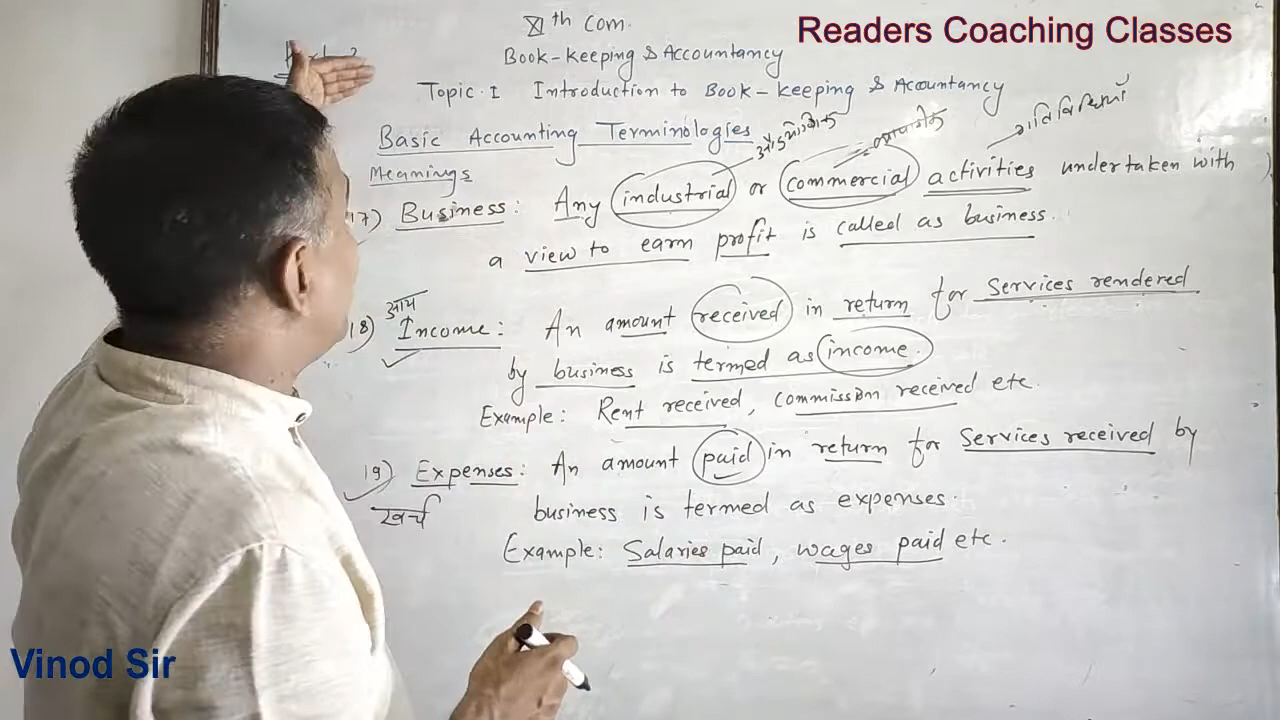 XIth Com.
Readers Coaching Classes
Book-Keeping & Accountancy
Topic.I Introduction to Book-keeping & Accountancy
Basic Accounting Terminologies
Meanings
17) Business: Any industrial or commercial activities undertaken with
a view to earn profit is called as business.
आय
18) Income: An amount received in return for Services rendered
by business is termed as income.
Example: Rent received, Commission received etc.
19) Expenses: An amount paid in return for Services received by
खर्च
business is termed as expenses.
Example: Salaries paid, wages paid etc.
Vinod Sir